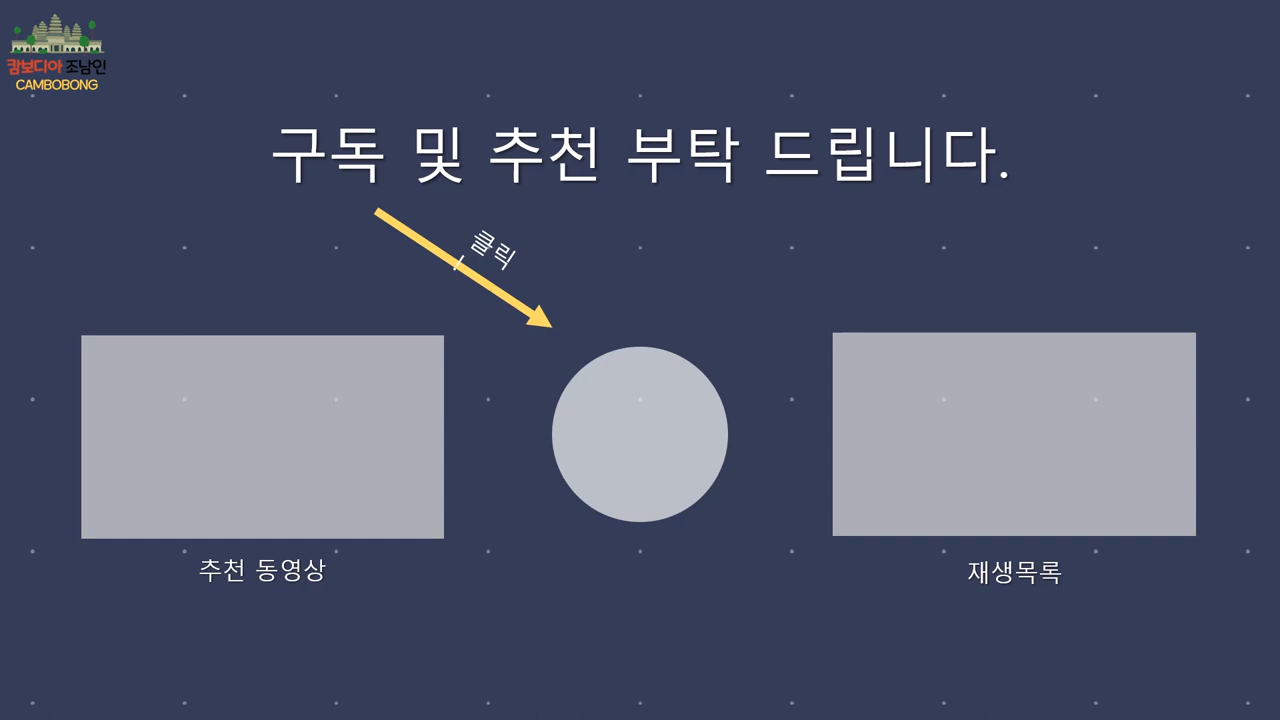 캄보디아 조남인
CAMBOBONG
구독 및 추천 부탁 드립니다.
클릭
추천 동영상
재생목록